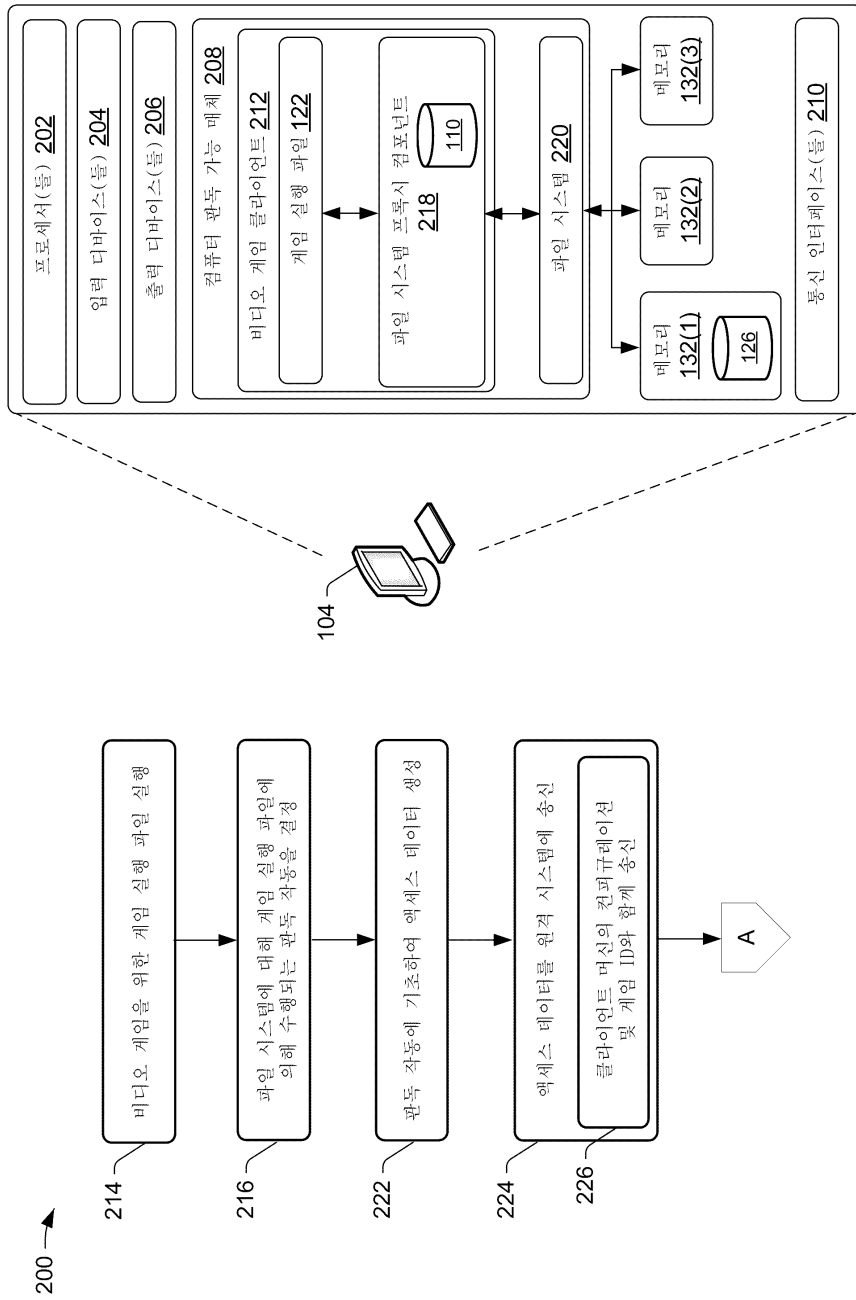 200
214
비디오 게임을 위한 게임 실행 파일 실행
216
파일 시스템에 대해 게임 실행 파일에
의해 수행되는 판독 작동을 결정
222
판독 작동에 기초하여 액세스 데이터 생성
224
액세스 데이터를 원격 시스템에 송신
226
클라이언트 머신의 컨피규레이션
및 게임 ID와 함께 송신
A
104
프로세서(들) 202
입력 디바이스(들) 204
출력 디바이스(들) 206
컴퓨터 판독 가능 매체 208
비디오 게임 클라이언트 212
게임 실행 파일 122
파일 시스템 프록시 컴포넌트
218
110
파일 시스템 220
메모리
132(1)
126
메모리
132(2)
메모리
132(3)
통신 인터페이스(들) 210